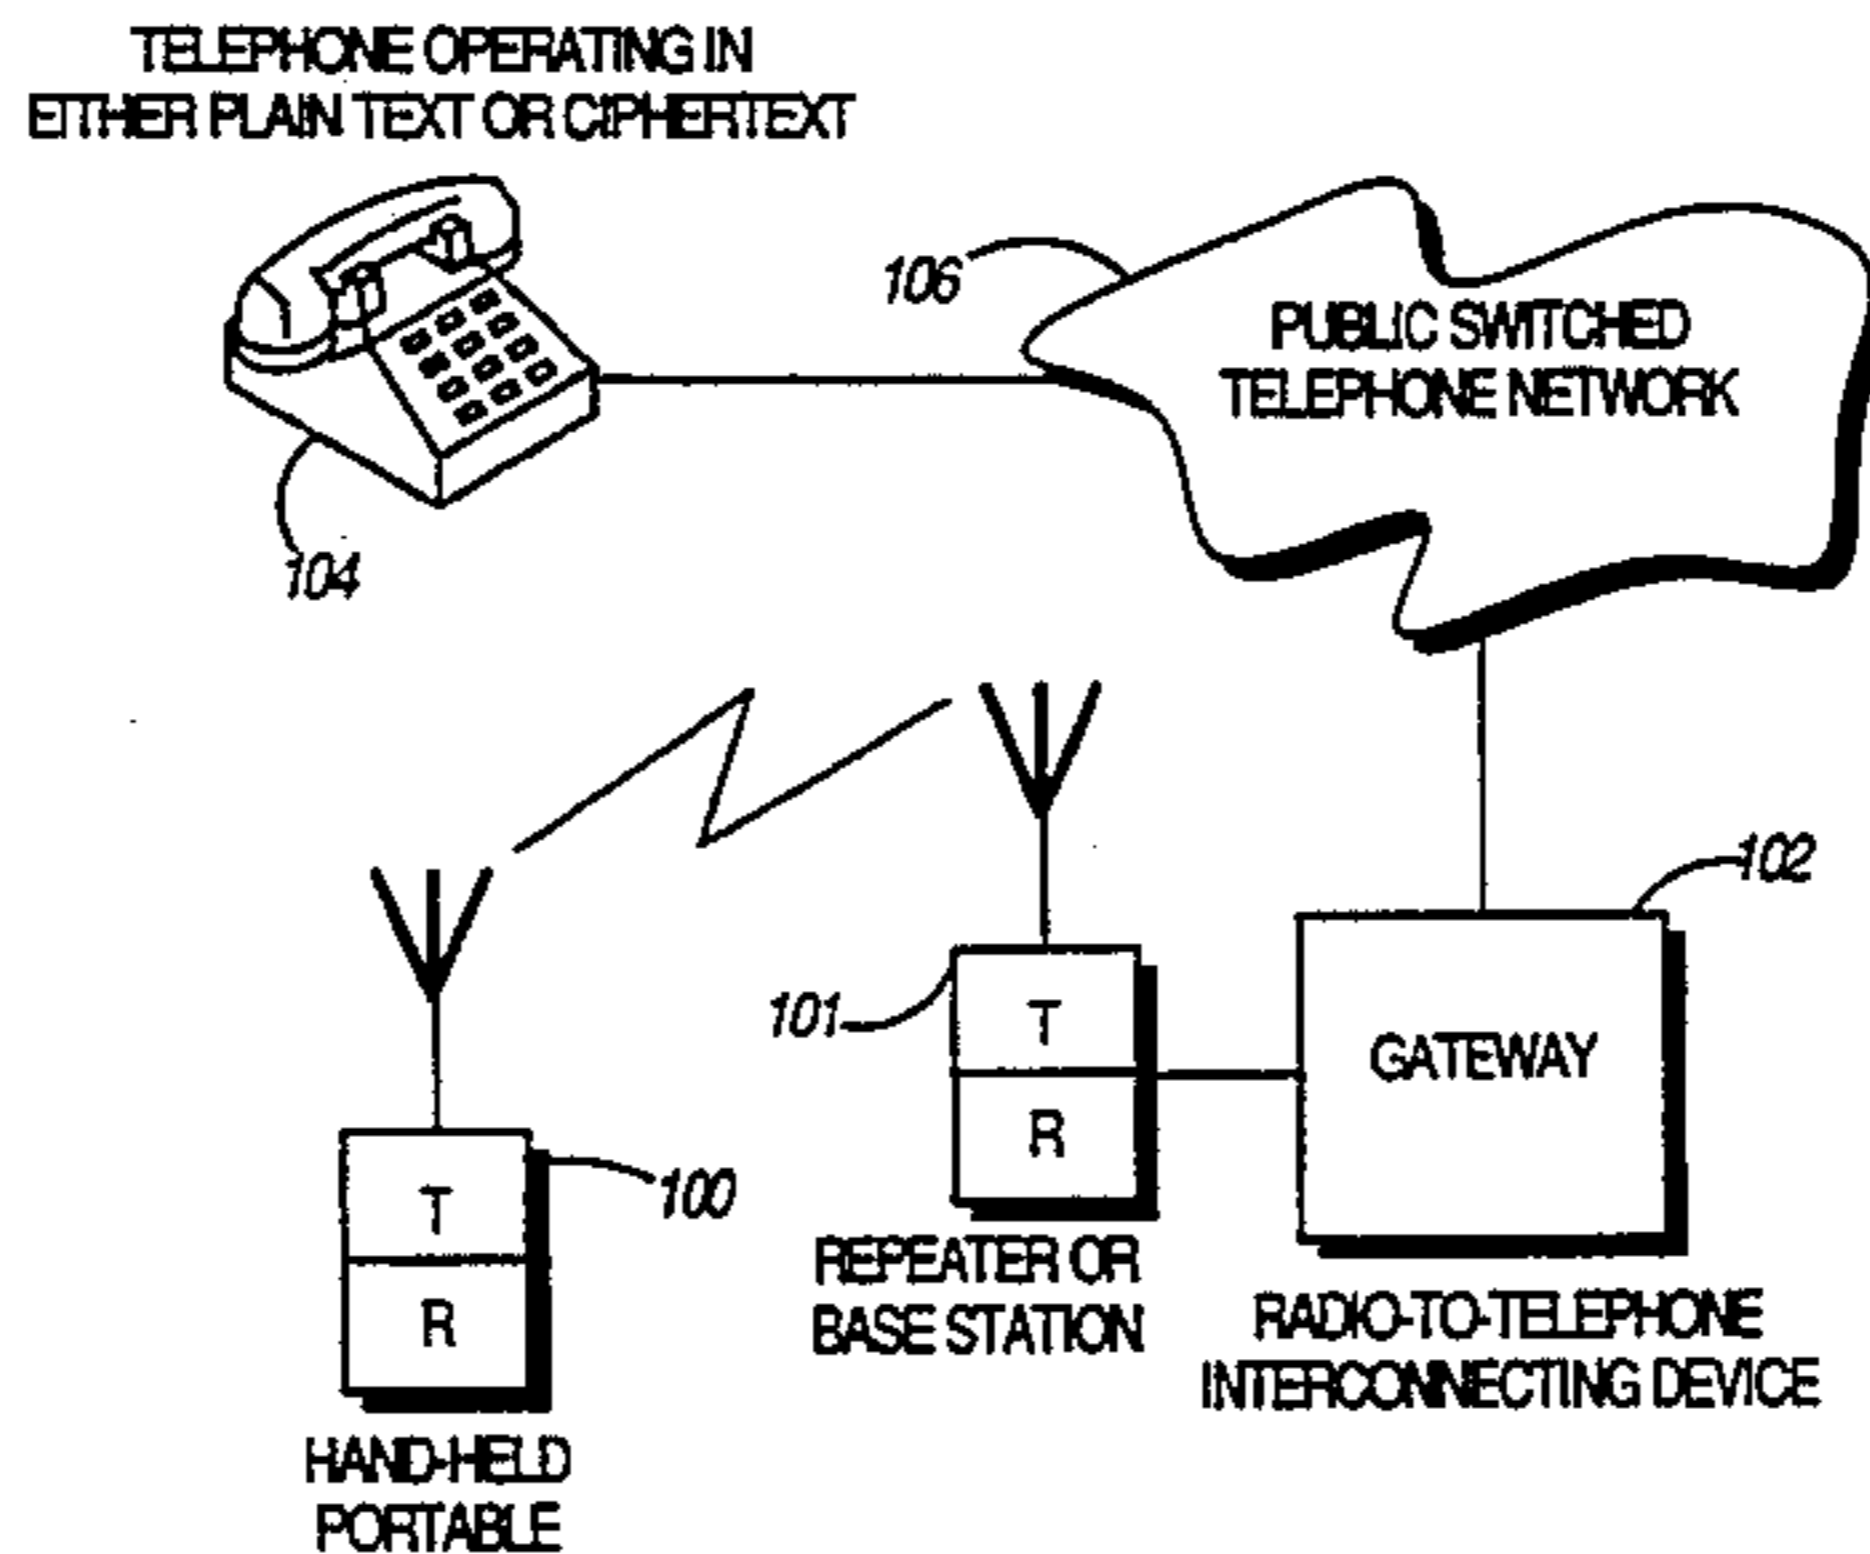 TELEPHONE OPERATING IN
EITHER PLAIN TEXT OR CIPHERTEXT
106
PUBLIC SWITCHED
TELEPHONE NETWORK
104
102
101
T
R
GATEWAY
100
T
R
REPEATER OR
BASE STATION
RADIO-TO-TELEPHONE
INTERCONNECTING DEVICE
HAND-HELD
PORTABLE